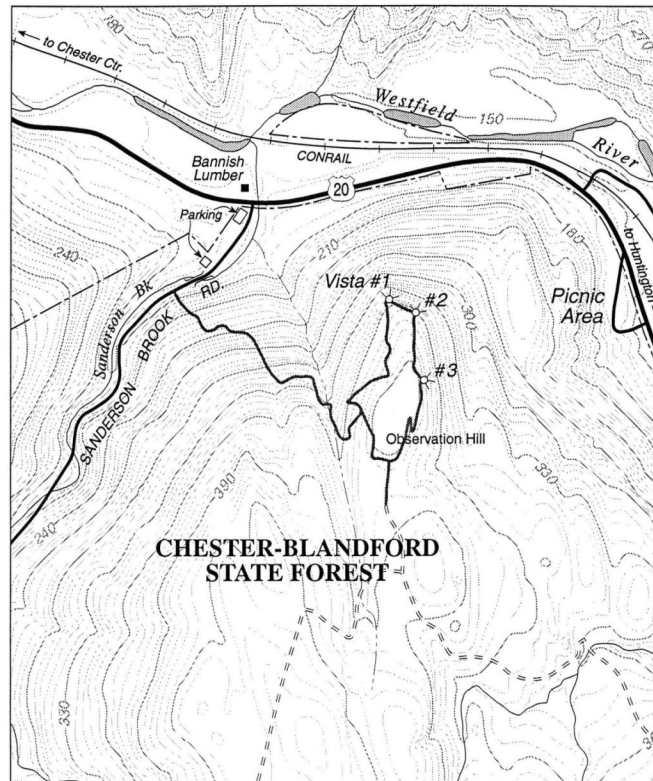 180
270
to Chester Ctr.
Westfield
150
River
CONRAIL
Bannish
Lumber
20
Parking
to Huntington
240
210
180
Vista #1
#2
300
Picnic
Area
Sanderson Bk
SANDERSON BROOK RD.
#3
Observation Hill
390
330
240
CHESTER-BLANDFORD
STATE FOREST
330